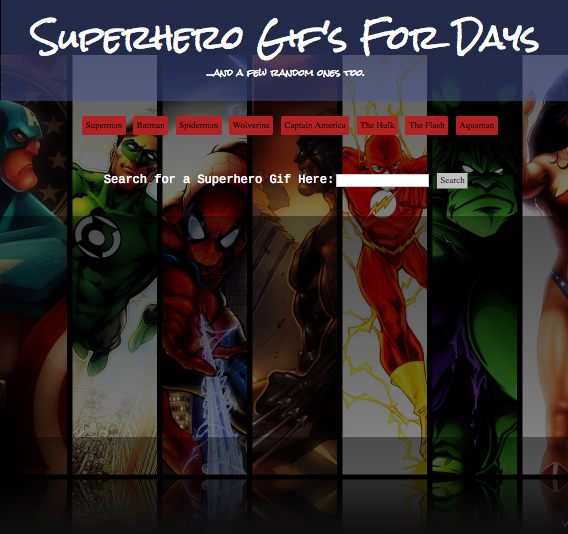 Superhero Gif's For Days
...and a few random ones too.
Superman Batman Spiderman Wolverine Captain America The Hulk The Flash Aquaman
Search for a Superhero Gif Here: Search